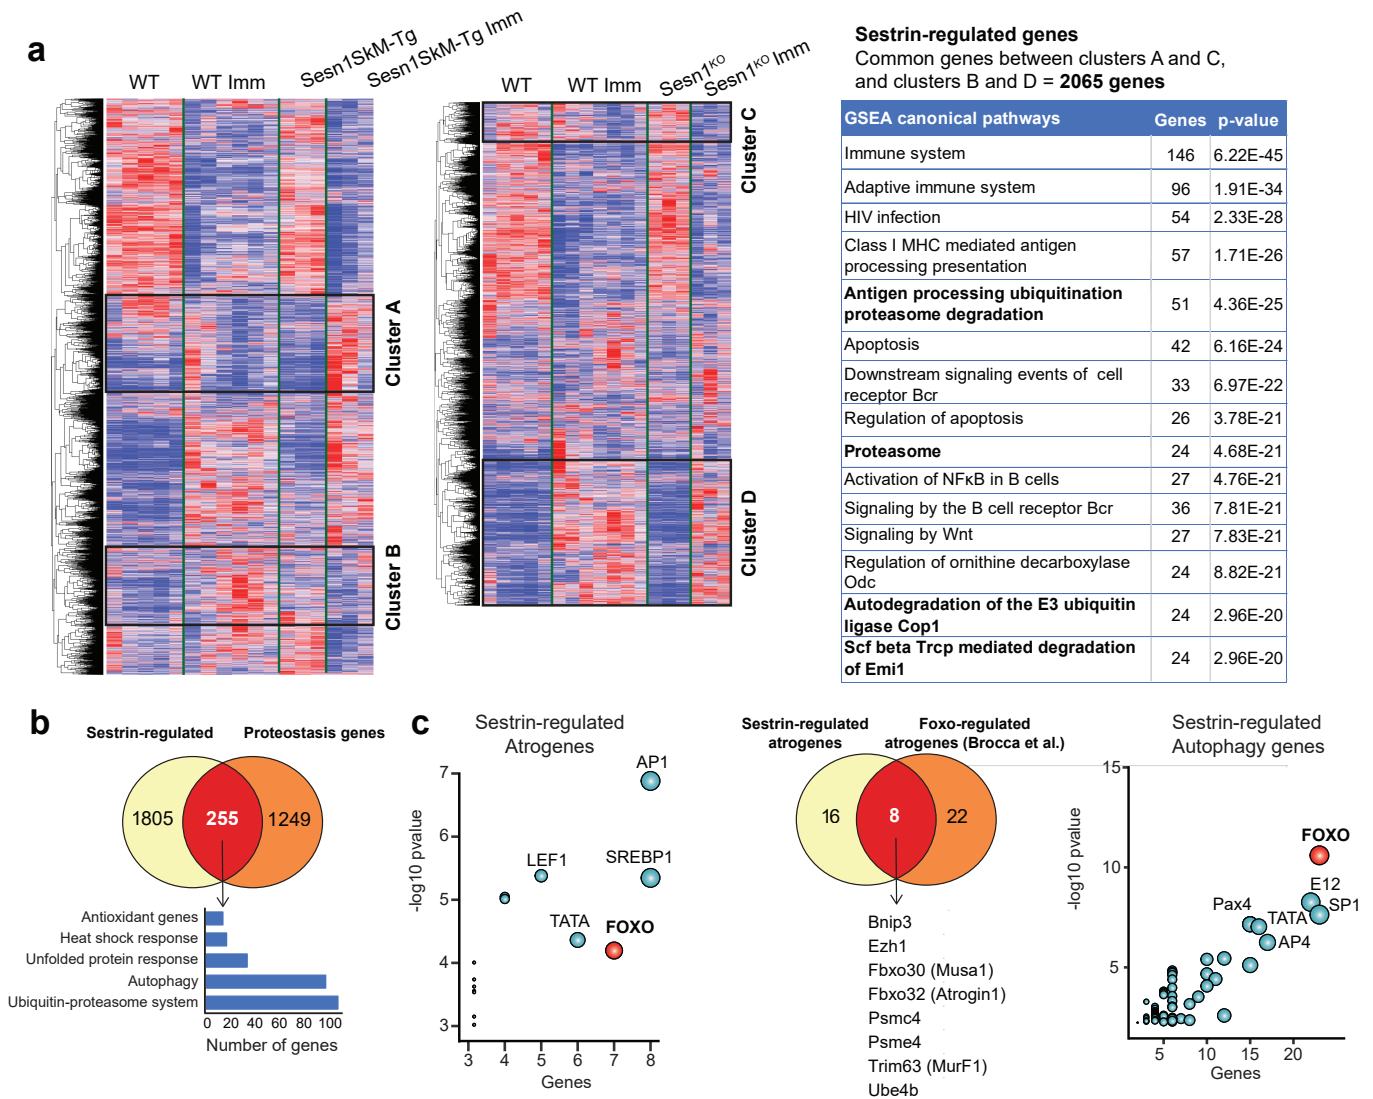 a
WT
WT Imm
Sesn1SkM-Tg
Sesn1SkM-Tg Imm
Cluster A
Cluster B
WT
WT Imm
Sesn1KO
Sesn1KO Imm
Cluster C
Cluster D
Sestrin-regulated genes
Common genes between clusters A and C,
and clusters B and D = 2065 genes
GSEA canonical pathways Genes p-value
Immune system 146 6.22E-45
Adaptive immune system 96 1.91E-34
HIV infection 54 2.33E-28
Class I MHC mediated antigen
processing presentation 57 1.71E-26
Antigen processing ubiquitination
proteasome degradation 51 4.36E-25
Apoptosis 42 6.16E-24
Downstream signaling events of cell
receptor Bcr 33 6.97E-22
Regulation of apoptosis 26 3.78E-21
Proteasome 24 4.68E-21
Activation of NFκB in B cells 27 4.76E-21
Signaling by the B cell receptor Bcr 36 7.81E-21
Signaling by Wnt 27 7.83E-21
Regulation of ornithine decarboxylase
Odc 24 8.82E-21
Autodegradation of the E3 ubiquitin
ligase Cop1 24 2.96E-20
Scf beta Trcp mediated degradation
of Emi1 24 2.96E-20
b
Sestrin-regulated
Proteostasis genes
1805
255
1249
Antioxidant genes
Heat shock response
Unfolded protein response
Autophagy
Ubiquitin-proteasome system
0 20 40 60 80 100
Number of genes
c
Sestrin-regulated
Atrogenes
-log10 pvalue
7
6
5
4
3
AP1
LEF1
SREBP1
TATA
FOXO
3 4 5 6 7 8
Genes
Sestrin-regulated
atrogenes
Foxo-regulated
atrogenes (Brocca et al.)
16
8
22
Bnip3
Ezh1
Fbxo30 (Musa1)
Fbxo32 (Atrogin1)
Psmc4
Psme4
Trim63 (MurF1)
Ube4b
Sestrin-regulated
Autophagy genes
-log10 pvalue
15
10
5
FOXO
E12
SP1
Pax4
TATA
AP4
5 10 15 20
Genes